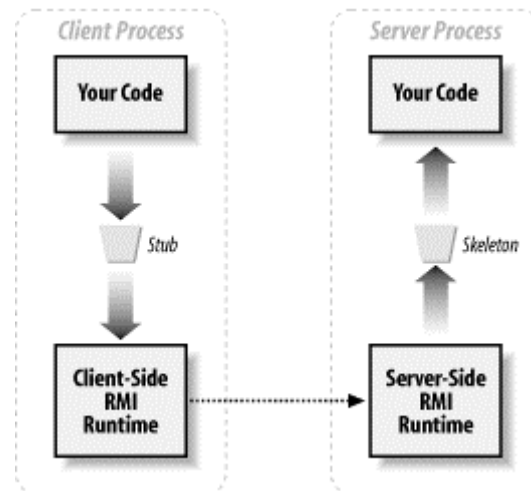 Client Process
Your Code
Stub
Client-Side
RMI
Runtime
Server Process
Your Code
Skeleton
Server-Side
RMI
Runtime